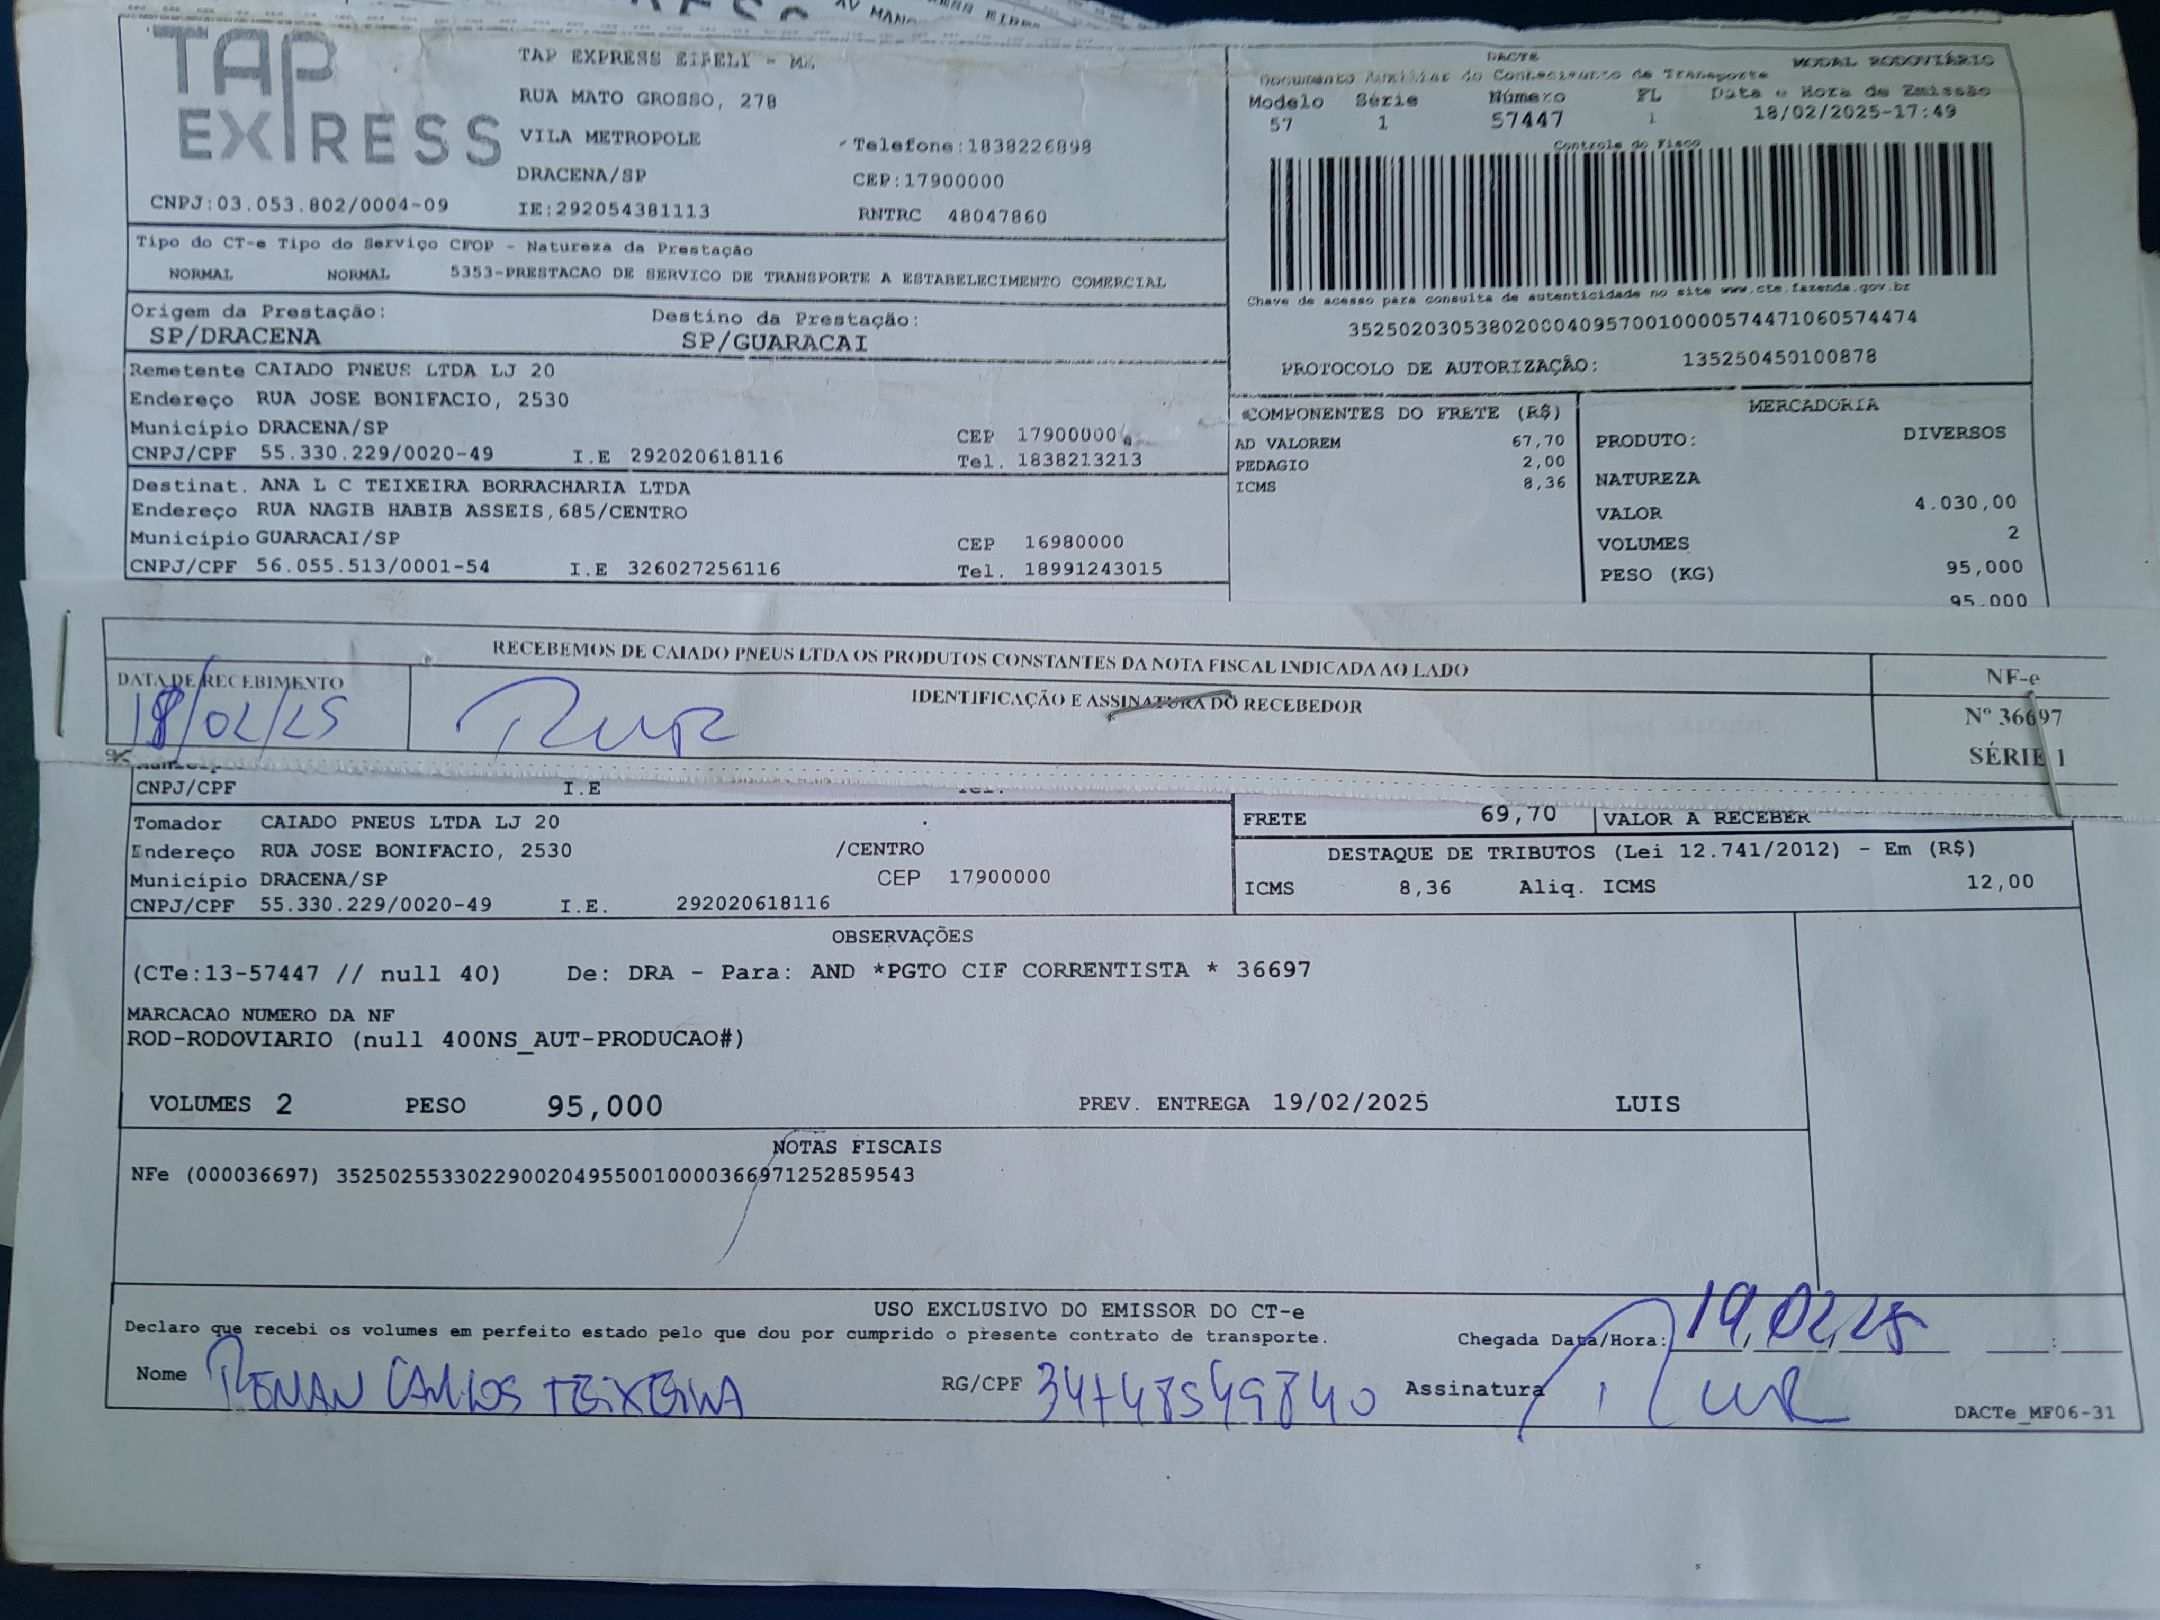 TAP
EXPRESS
TAP EXPRESS EIRELI - ME
RUA MATO GROSSO, 278
VILA METROPOLE
Telefone:1838226898
DRACENA/SP
CEP:17900000
CNPJ:03.053.802/0004-09
IE:292054381113
RNTRC 48047860
DACTE
MODAL RODOVIÁRIO
Documento Auxiliar do Conhecimento de Transporte
Modelo Série Número FL Data e Hora de Emissão
57 1 57447 1 18/02/2025-17:49
Controle do Fisco
Chave de acesso para consulta de autenticidade no site www.cte.fazenda.gov.br
35250203053802000409570010000574471060574474
PROTOCOLO DE AUTORIZAÇÃO: 135250450100878
Tipo do CT-e Tipo do Serviço CFOP - Natureza da Prestação
NORMAL NORMAL 5353-PRESTACAO DE SERVICO DE TRANSPORTE A ESTABELECIMENTO COMERCIAL
Origem da Prestação: Destino da Prestação:
SP/DRACENA SP/GUARACAI
Remetente CAIADO PNEUS LTDA LJ 20
Endereço RUA JOSE BONIFACIO, 2530
Município DRACENA/SP CEP 17900000
CNPJ/CPF 55.330.229/0020-49 I.E 292020618116 Tel. 1838213213
Destinat. ANA L C TEIXEIRA BORRACHARIA LTDA
Endereço RUA NAGIB HABIB ASSEIS,685/CENTRO
Município GUARACAI/SP CEP 16980000
CNPJ/CPF 56.055.513/0001-54 I.E 326027256116 Tel. 18991243015
COMPONENTES DO FRETE (R$)
AD VALOREM 67,70
PEDAGIO 2,00
ICMS 8,36
MERCADORIA
PRODUTO: DIVERSOS
NATUREZA
VALOR 4.030,00
VOLUMES 2
PESO (KG) 95,000
95.000
RECEBEMOS DE CAIADO PNEUS LTDA OS PRODUTOS CONSTANTES DA NOTA FISCAL INDICADA AO LADO
DATA DE RECEBIMENTO
18/02/25
IDENTIFICAÇÃO E ASSINATURA DO RECEBEDOR
NF-e
Nº 36697
SÉRIE 1
CNPJ/CPF I.E
Tomador CAIADO PNEUS LTDA LJ 20
Endereço RUA JOSE BONIFACIO, 2530 /CENTRO
Município DRACENA/SP CEP 17900000
CNPJ/CPF 55.330.229/0020-49 I.E. 292020618116
FRETE 69,70 VALOR A RECEBER
DESTAQUE DE TRIBUTOS (Lei 12.741/2012) - Em (R$)
ICMS 8,36 Aliq. ICMS 12,00
OBSERVAÇÕES
(CTe:13-57447 // null 40) De: DRA - Para: AND *PGTO CIF CORRENTISTA * 36697
MARCACAO NUMERO DA NF
ROD-RODOVIARIO (null 400NS_AUT-PRODUCAO#)
VOLUMES 2 PESO 95,000 PREV. ENTREGA 19/02/2025 LUIS
NOTAS FISCAIS
NFe (000036697) 35250255330229002049550010000366971252859543
USO EXCLUSIVO DO EMISSOR DO CT-e
Declaro que recebi os volumes em perfeito estado pelo que dou por cumprido o presente contrato de transporte.
Chegada Data/Hora: 19.02.25 :
Nome RENAN CARLOS TEIXEIRA RG/CPF 34748549840 Assinatura
DACTe_MF06-31